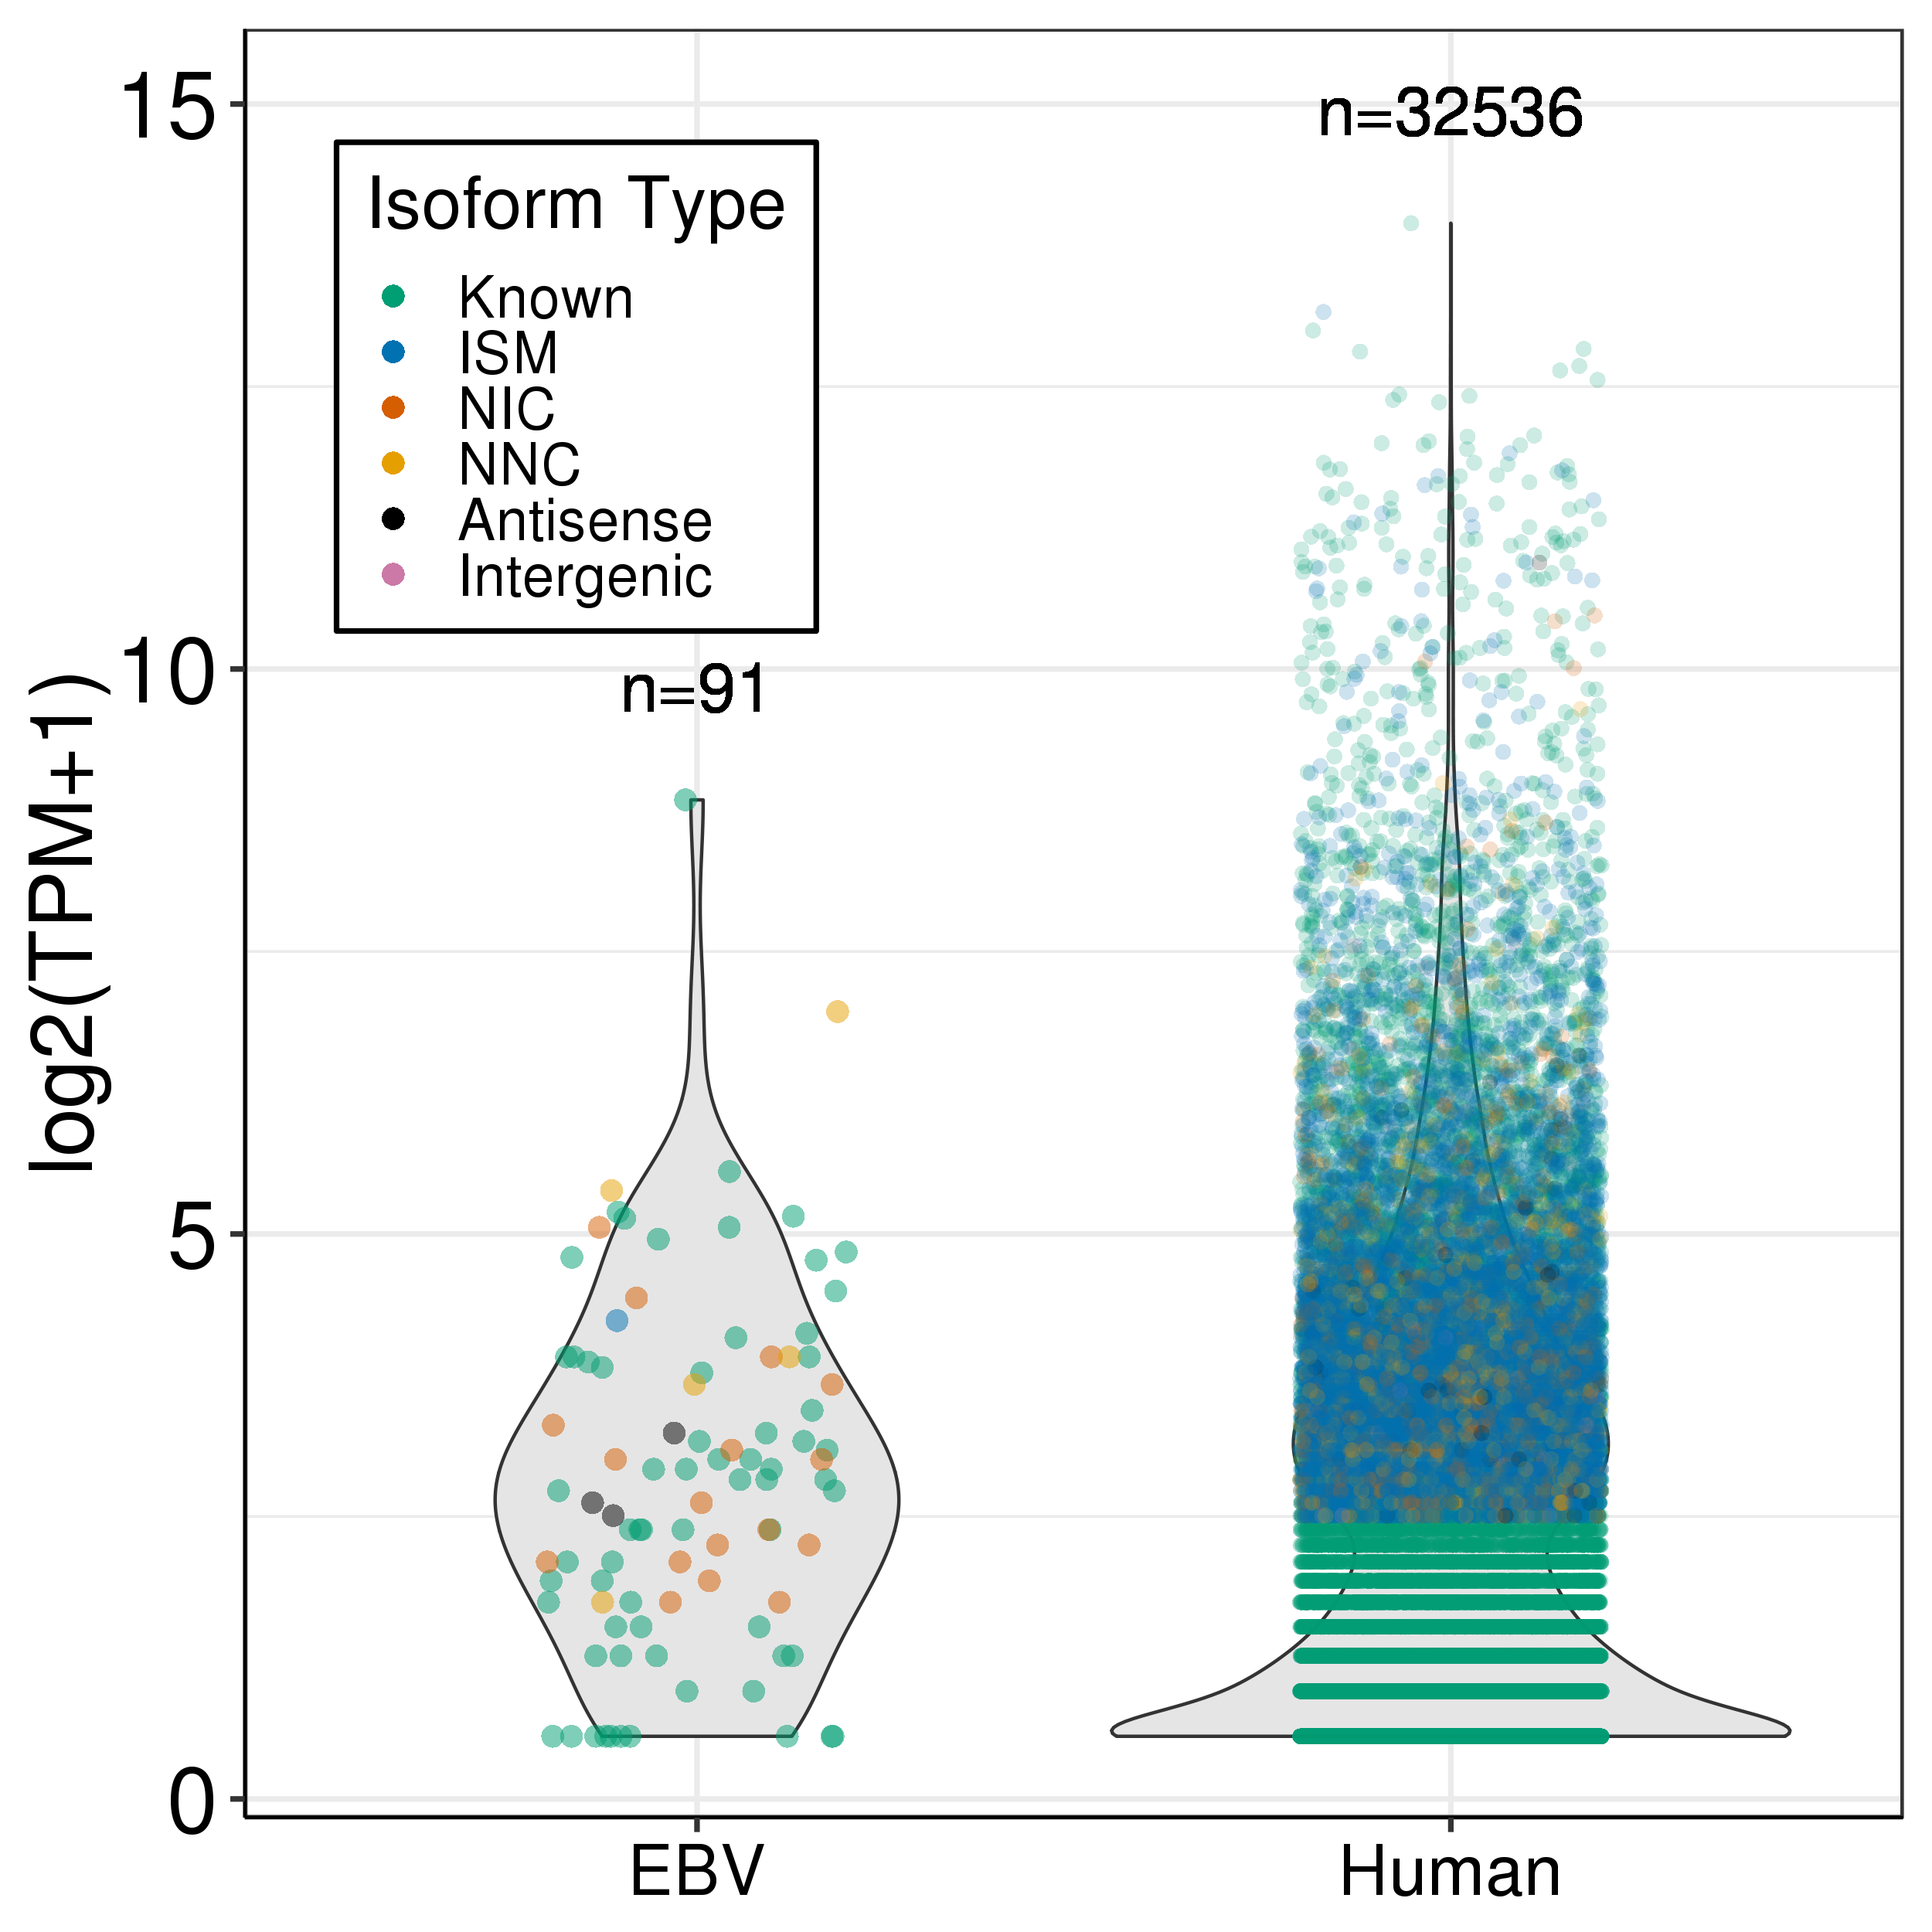 log2(TPM+1)
15
10
5
0
n=32536
Isoform Type
Known
ISM
NIC
NNC
Antisense
Intergenic
n=91
EBV
Human